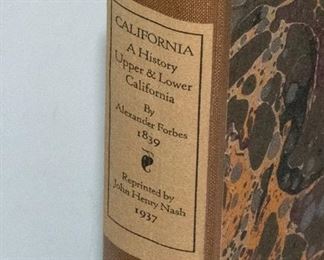 CALIFORNIA
A History
Upper & Lower
California
By
Alexander Forbes
1839
Reprinted by
John Henry Nash
1937